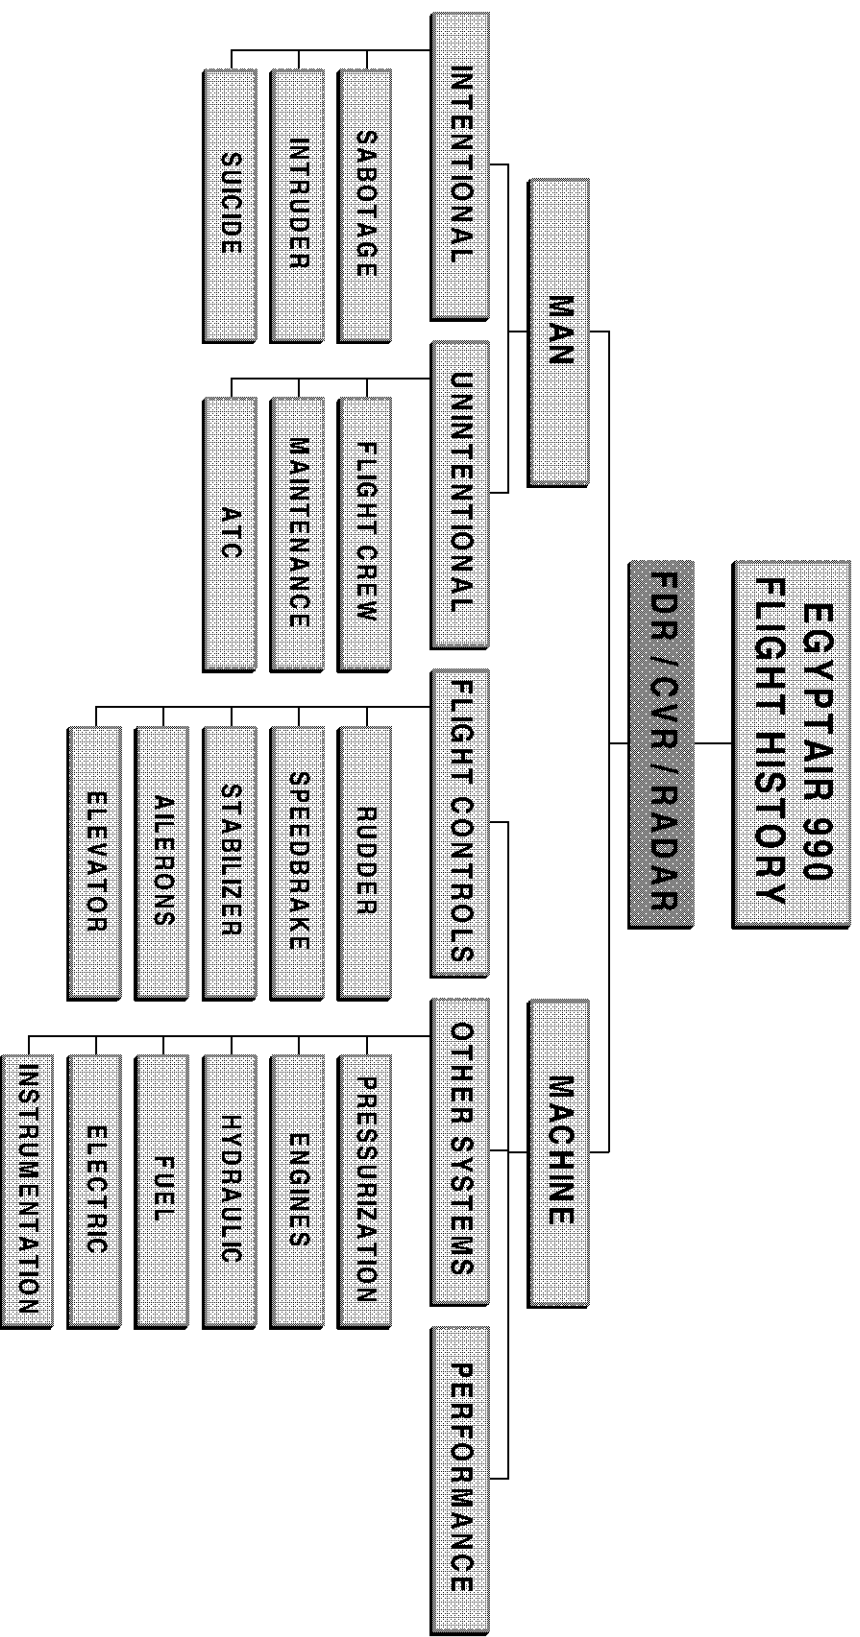 EGYPTAIR 990
FLIGHT HISTORY
FDR / CVR / RADAR
MAN
MACHINE
INTENTIONAL
UNINTENTIONAL
FLIGHT CONTROLS
OTHER SYSTEMS
PERFORMANCE
SABOTAGE
INTRUDER
SUICIDE
FLIGHT CREW
MAINTENANCE
ATC
RUDDER
SPEEDBRAKE
STABILIZER
AILERONS
ELEVATOR
PRESSURIZATION
ENGINES
HYDRAULIC
FUEL
ELECTRIC
INSTRUMENTATION